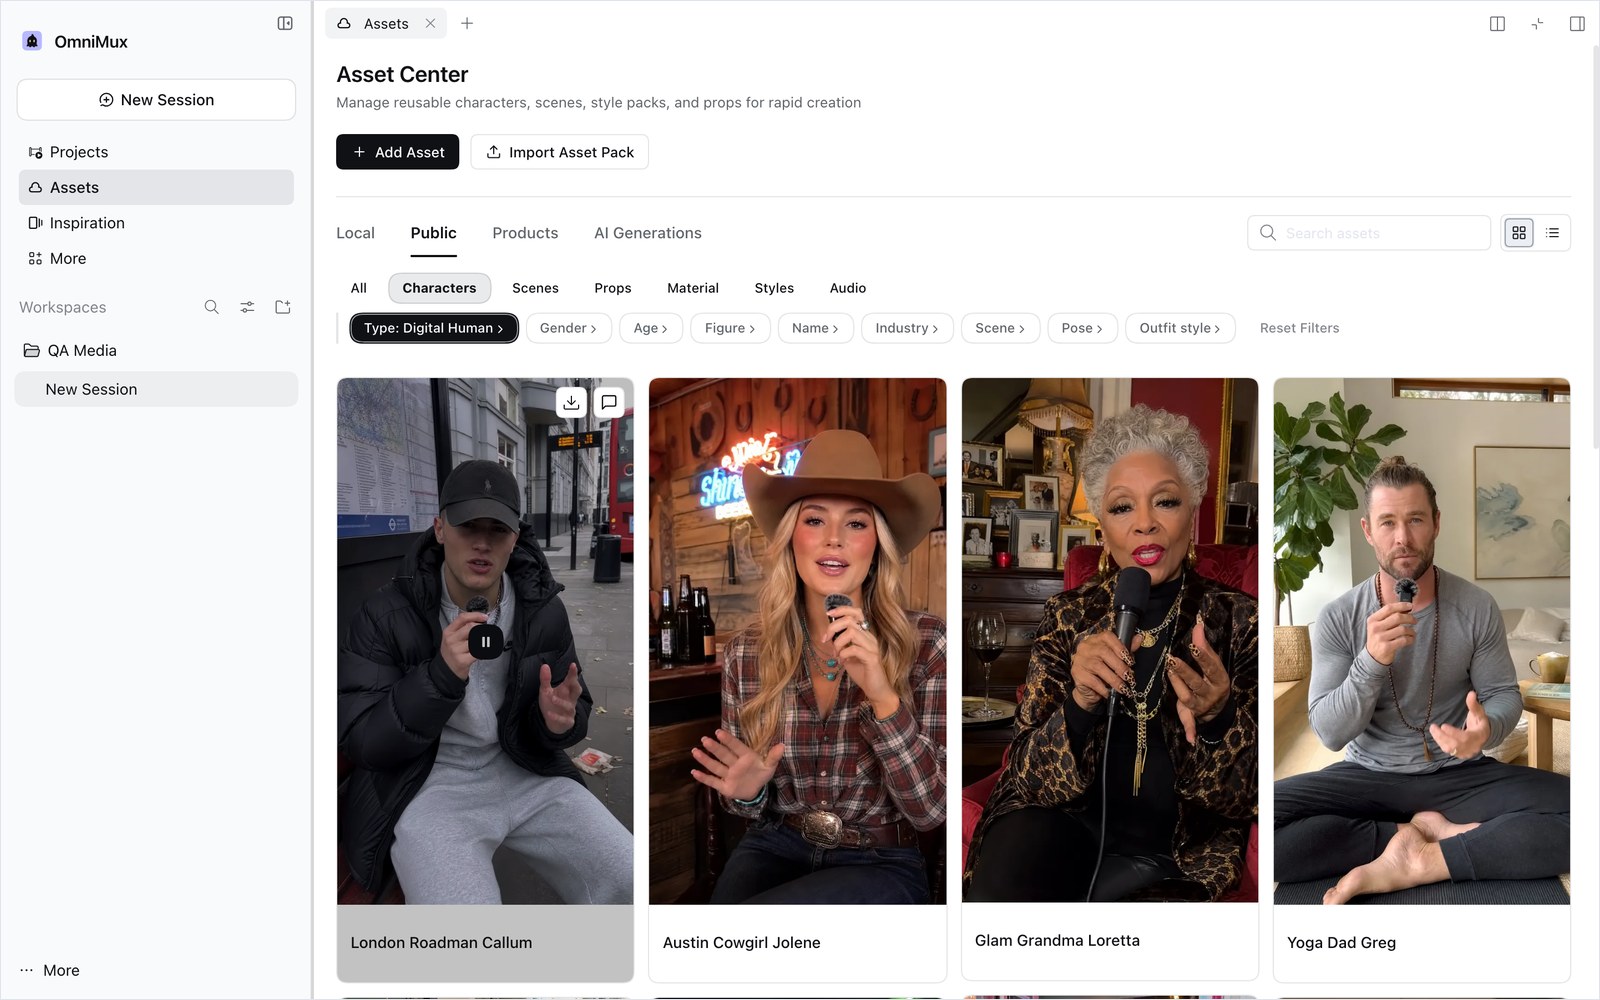 OmniMux
New Session
Projects
Assets
Inspiration
More
Workspaces
QA Media
New Session
More
Assets
Asset Center
Manage reusable characters, scenes, style packs, and props for rapid creation
Add Asset
Import Asset Pack
Local
Public
Products
AI Generations
Search assets
All
Characters
Scenes
Props
Material
Styles
Audio
Type: Digital Human
Gender
Age
Figure
Name
Industry
Scene
Pose
Outfit style
Reset Filters
London Roadman Callum
Austin Cowgirl Jolene
Glam Grandma Loretta
Yoga Dad Greg